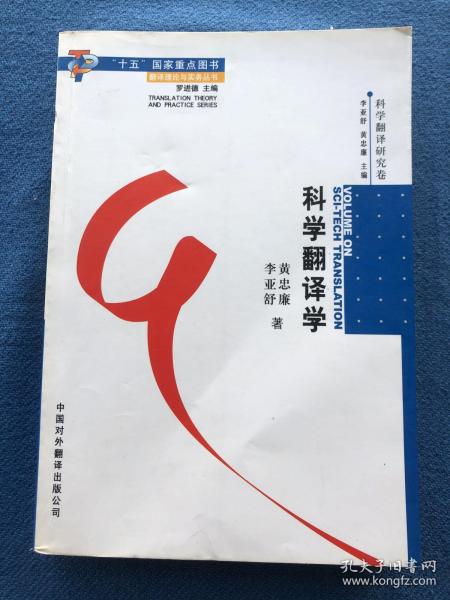 "十五"国家重点图书
翻译理论与实务丛书
罗进德 主编
TRANSLATION THEORY
AND PRACTICE SERIES
科学翻译研究卷
李亚舒 黄忠廉 主编
VOLUME ON
SCI-TECH TRANSLATION
科学翻译学
黄忠廉
李亚舒
著
中国对外翻译出版公司
孔夫子旧书网
www.kongfz.com